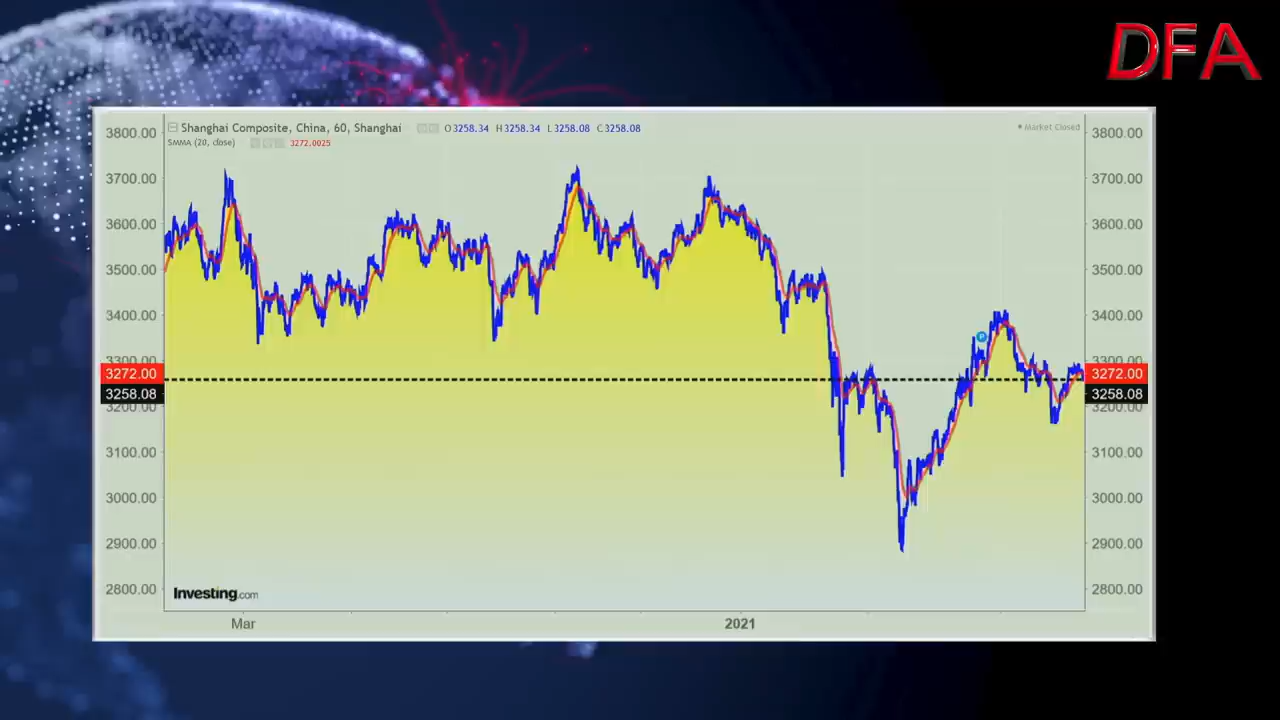 DFA
Shanghai Composite, China, 60, Shanghai O 3258.34 H 3258.34 L 3258.08 C 3258.08
Market Closed
SMMA (20, close) 3272.0025
3800.00 3800.00
3700.00 3700.00
3600.00 3600.00
3500.00 3500.00
3400.00 3400.00
3300.00 3300.00
3272.00 3272.00
3258.08 3258.08
3200.00 3200.00
3100.00 3100.00
3000.00 3000.00
2900.00 2900.00
2800.00 2800.00
Investing.com
Mar 2021